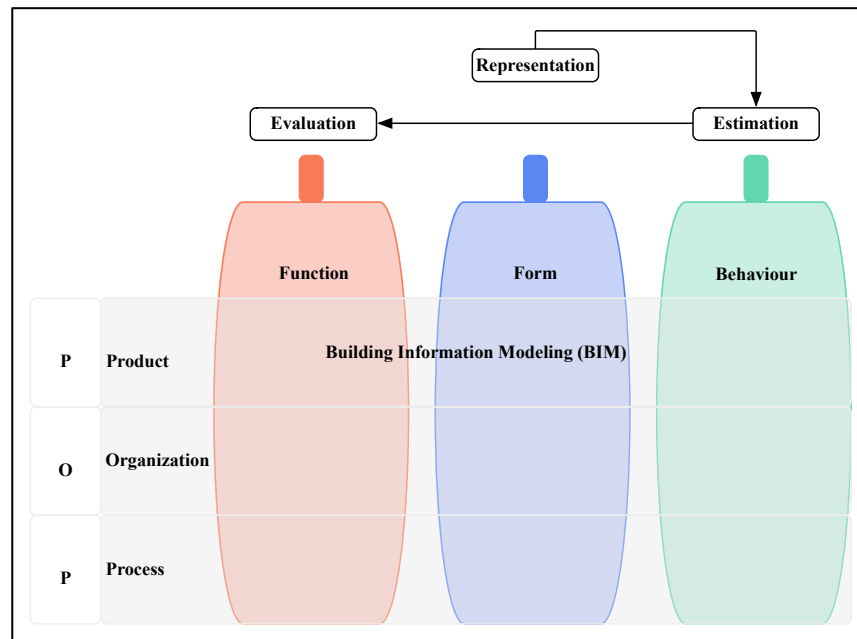 Representation
Evaluation
Estimation
Function
Form
Behaviour
Building Information Modeling (BIM)
P
Product
O
Organization
P
Process